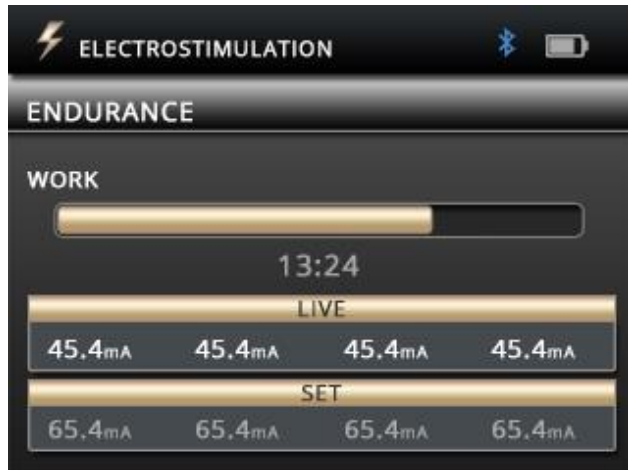 ELECTROSTIMULATION
ENDURANCE
WORK
13:24
LIVE
45.4mA 45.4mA 45.4mA 45.4mA
SET
65.4mA 65.4mA 65.4mA 65.4mA